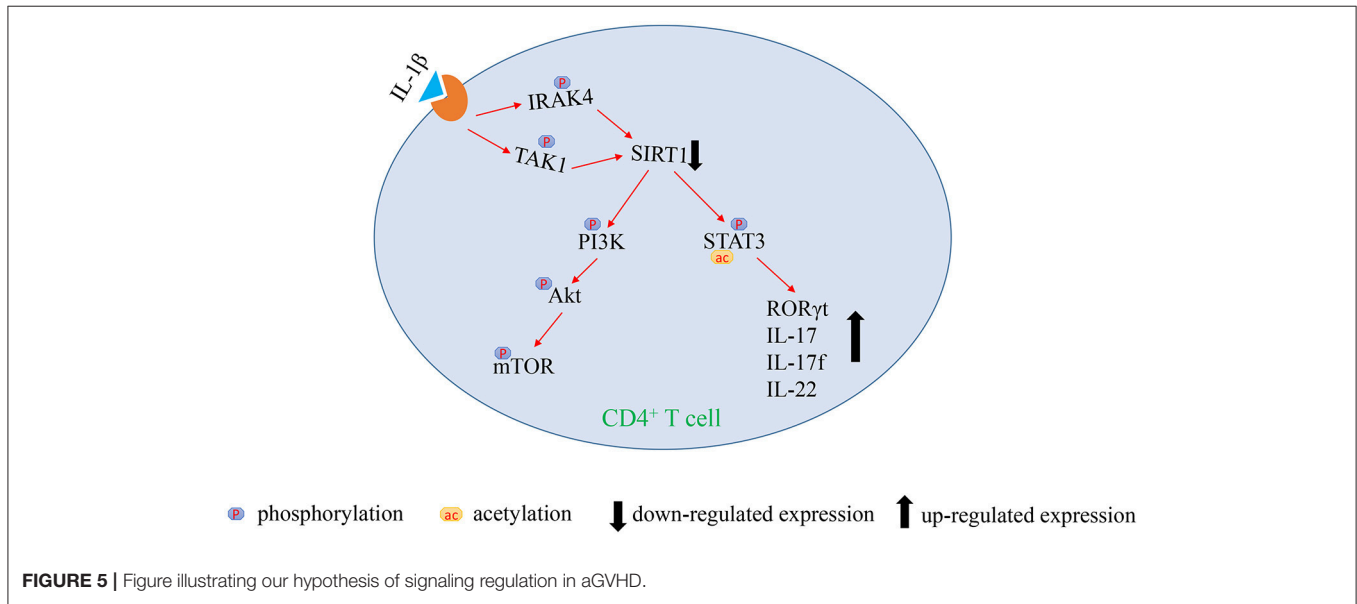 IL-1β
P
IRAK4
P
TAK1
SIRT1
P
PI3K
P
STAT3
ac
P
Akt
P
mTOR
RORγt
IL-17
IL-17f
IL-22
CD4⁺ T cell
P phosphorylation ac acetylation down-regulated expression up-regulated expression
FIGURE 5 | Figure illustrating our hypothesis of signaling regulation in aGVHD.